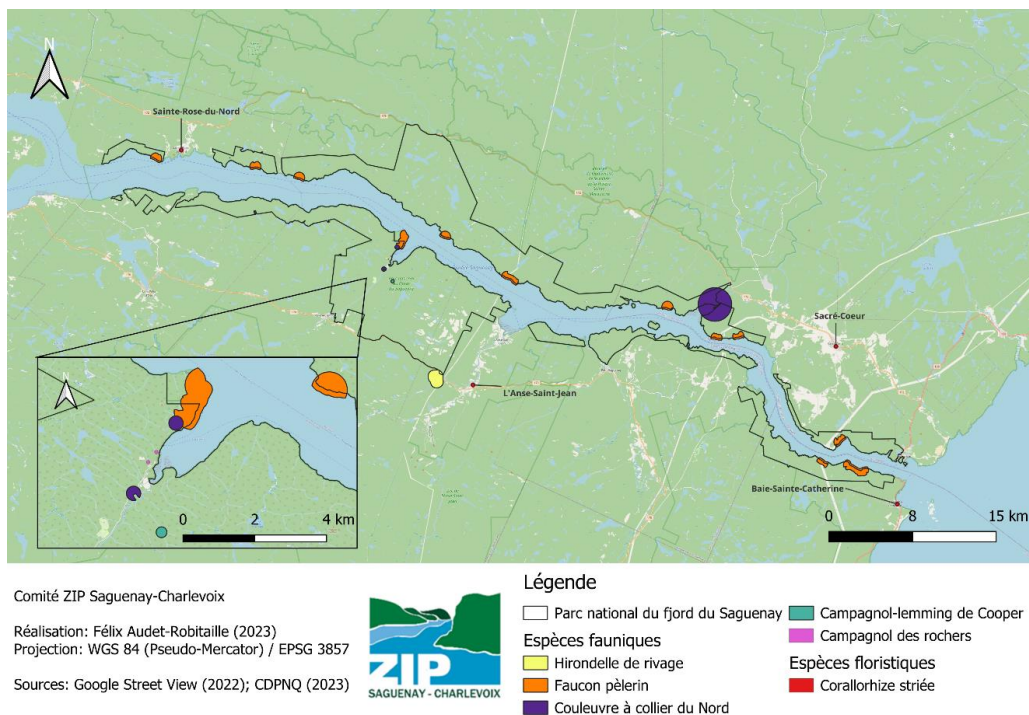 N
Sainte-Rose-du-Nord
Sacré-Coeur
L'Anse-Saint-Jean
Baie-Sainte-Catherine
N
0 2 4 km
0 8 15 km
Comité ZIP Saguenay-Charlevoix
Réalisation: Félix Audet-Robitaille (2023)
Projection: WGS 84 (Pseudo-Mercator) / EPSG 3857
Sources: Google Street View (2022); CDPNQ (2023)
ZIP
SAGUENAY - CHARLEVOIX
Légende
Parc national du fjord du Saguenay
Espèces fauniques
Hirondelle de rivage
Faucon pèlerin
Couleuvre à collier du Nord
Campagnol-lemming de Cooper
Campagnol des rochers
Espèces floristiques
Corallorhize striée